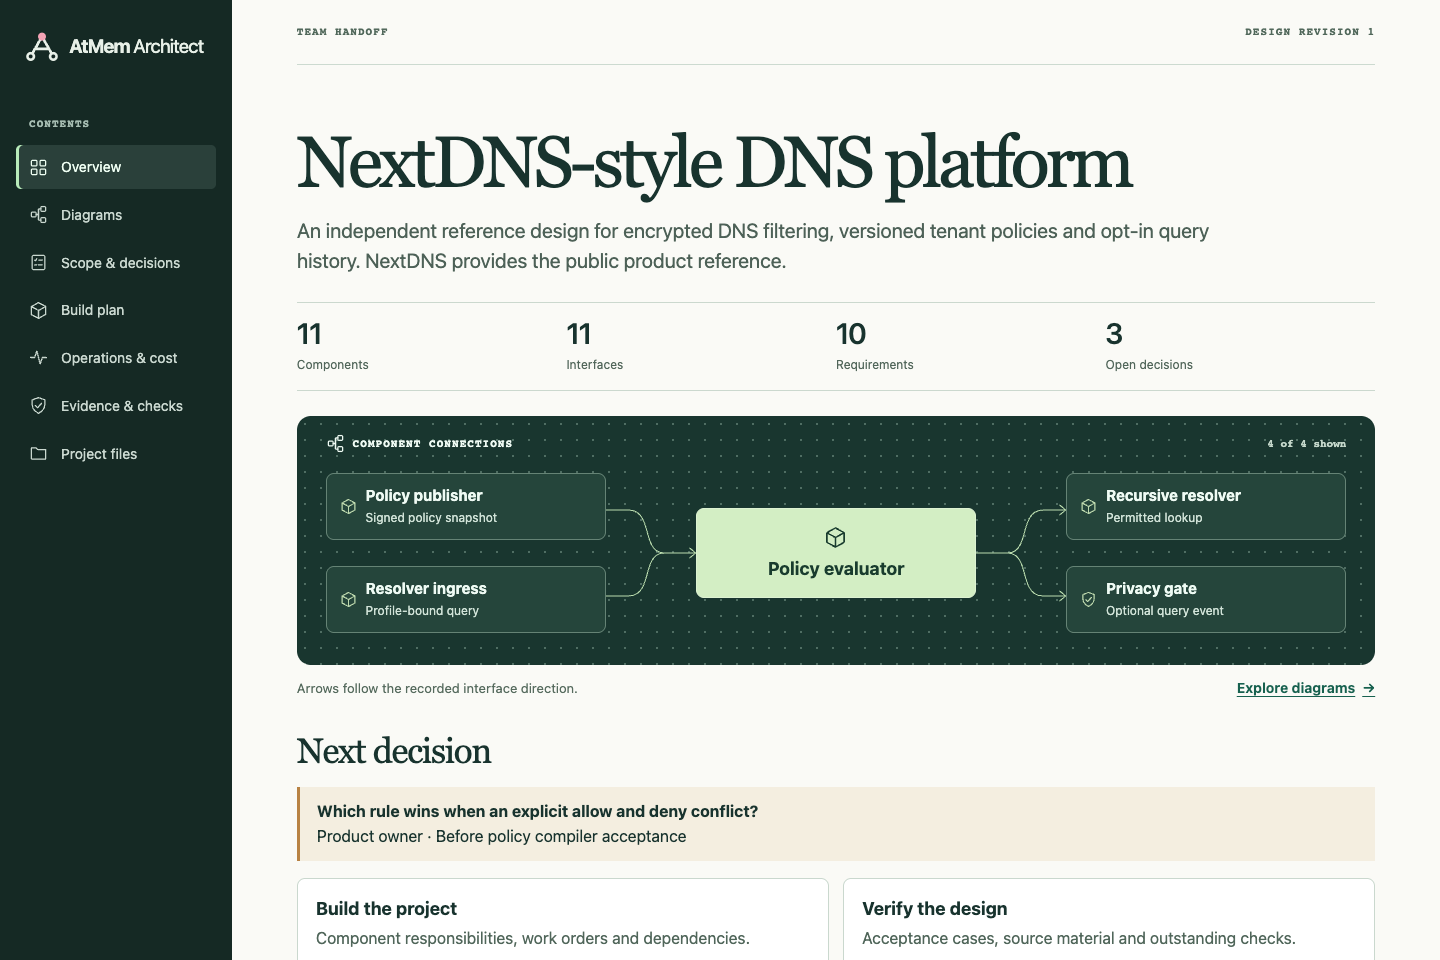 AtMem Architect
CONTENTS
Overview
Diagrams
Scope & decisions
Build plan
Operations & cost
Evidence & checks
Project files
TEAM HANDOFF
DESIGN REVISION 1
NextDNS-style DNS platform
An independent reference design for encrypted DNS filtering, versioned tenant policies and opt-in query
history. NextDNS provides the public product reference.
11
Components
11
Interfaces
10
Requirements
3
Open decisions
COMPONENT CONNECTIONS
4 of 4 shown
Policy publisher
Signed policy snapshot
Resolver ingress
Profile-bound query
Policy evaluator
Recursive resolver
Permitted lookup
Privacy gate
Optional query event
Arrows follow the recorded interface direction.
Explore diagrams →
Next decision
Which rule wins when an explicit allow and deny conflict?
Product owner · Before policy compiler acceptance
Build the project
Component responsibilities, work orders and dependencies.
Verify the design
Acceptance cases, source material and outstanding checks.